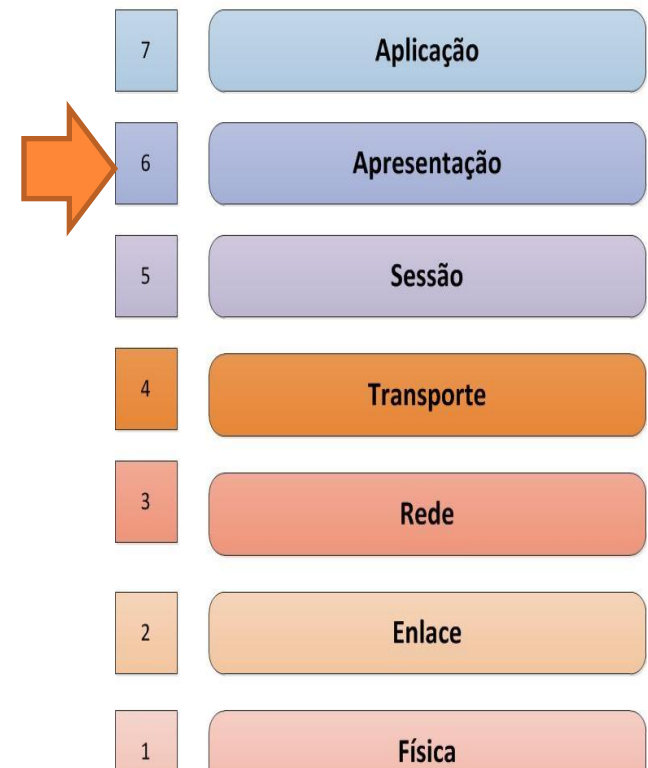 7 Aplicação
6 Apresentação
5 Sessão
4 Transporte
3 Rede
2 Enlace
1 Física